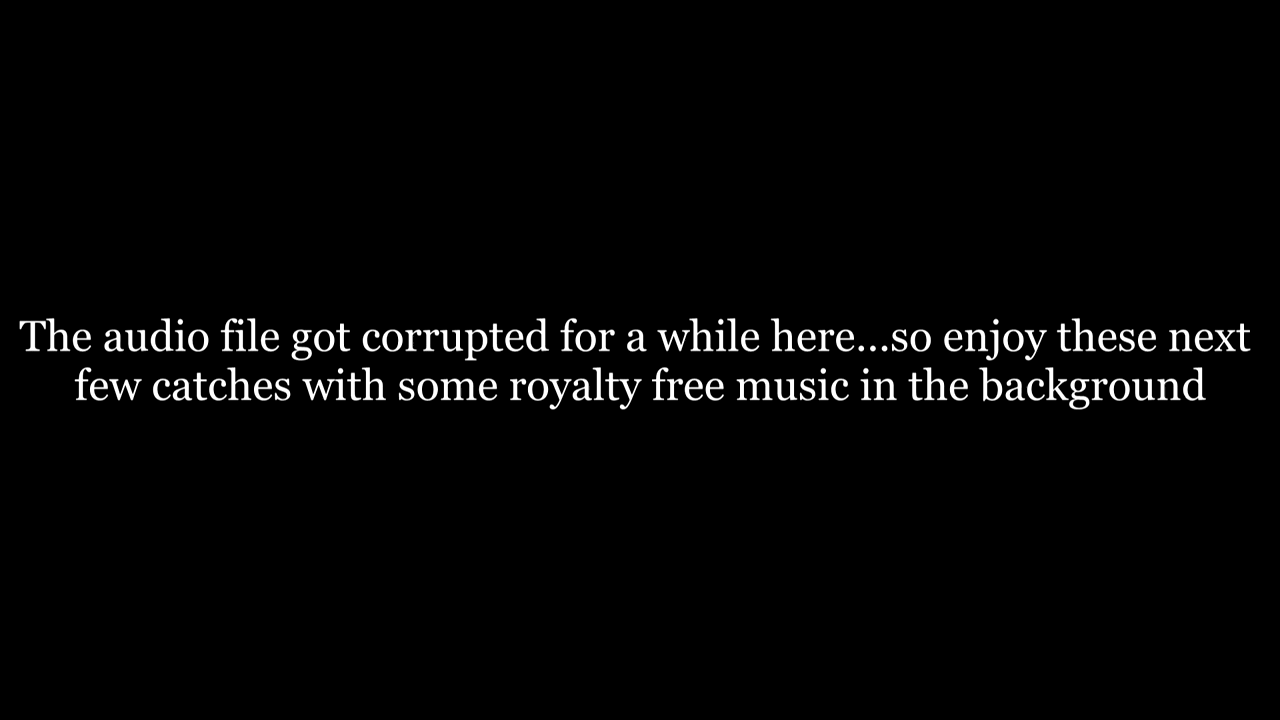 The audio file got corrupted for a while here...so enjoy these next
few catches with some royalty free music in the background